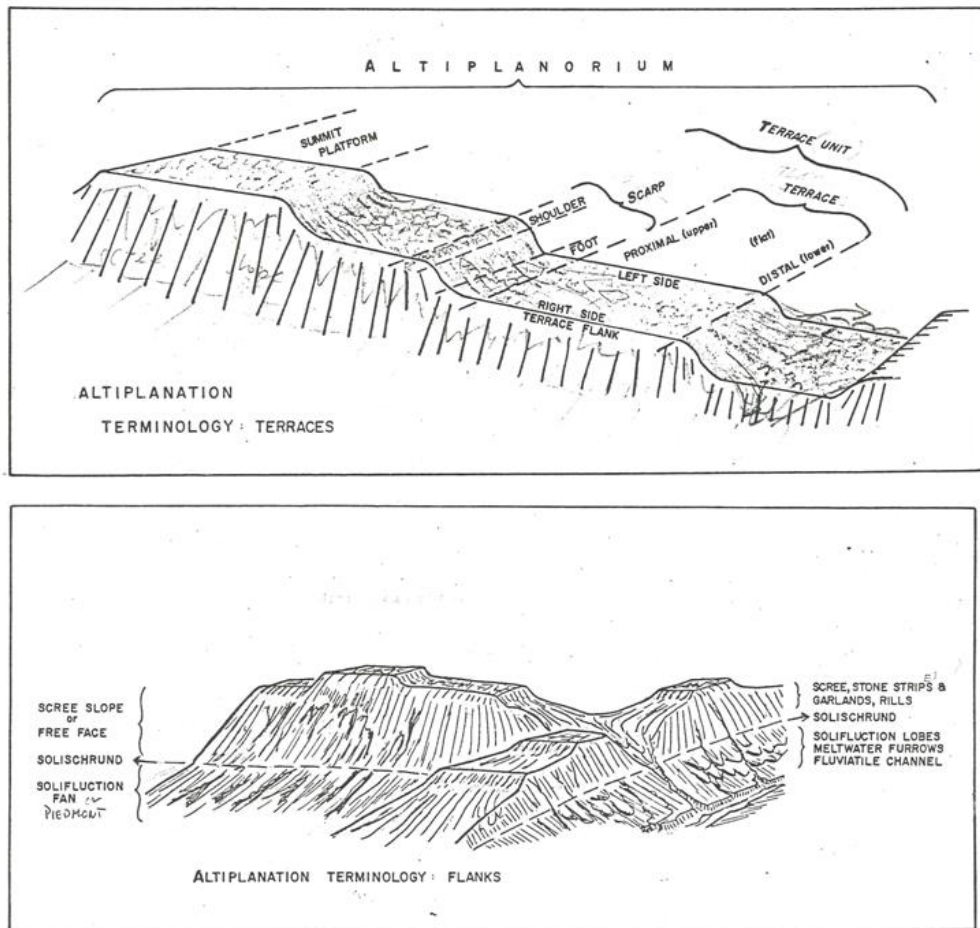 ALTIPLANORIUM
SUMMIT
PLATFORM
TERRACE UNIT
TERRACE
SCARP
SHOULDER
FOOT
PROXIMAL (upper)
(flat)
DISTAL (lower)
LEFT SIDE
RIGHT SIDE
TERRACE FLANK
ALTIPLANATION
TERMINOLOGY: TERRACES
SCREE SLOPE
or
FREE FACE
SOLISCHRUND
SOLIFLUCTION
FAN or
PIEDMONT
SCREE, STONE STRIPS &
GARLANDS, RILLS
SOLISCHRUND
SOLIFLUCTION LOBES
MELTWATER FURROWS
FLUVIATILE CHANNEL
ALTIPLANATION TERMINOLOGY: FLANKS